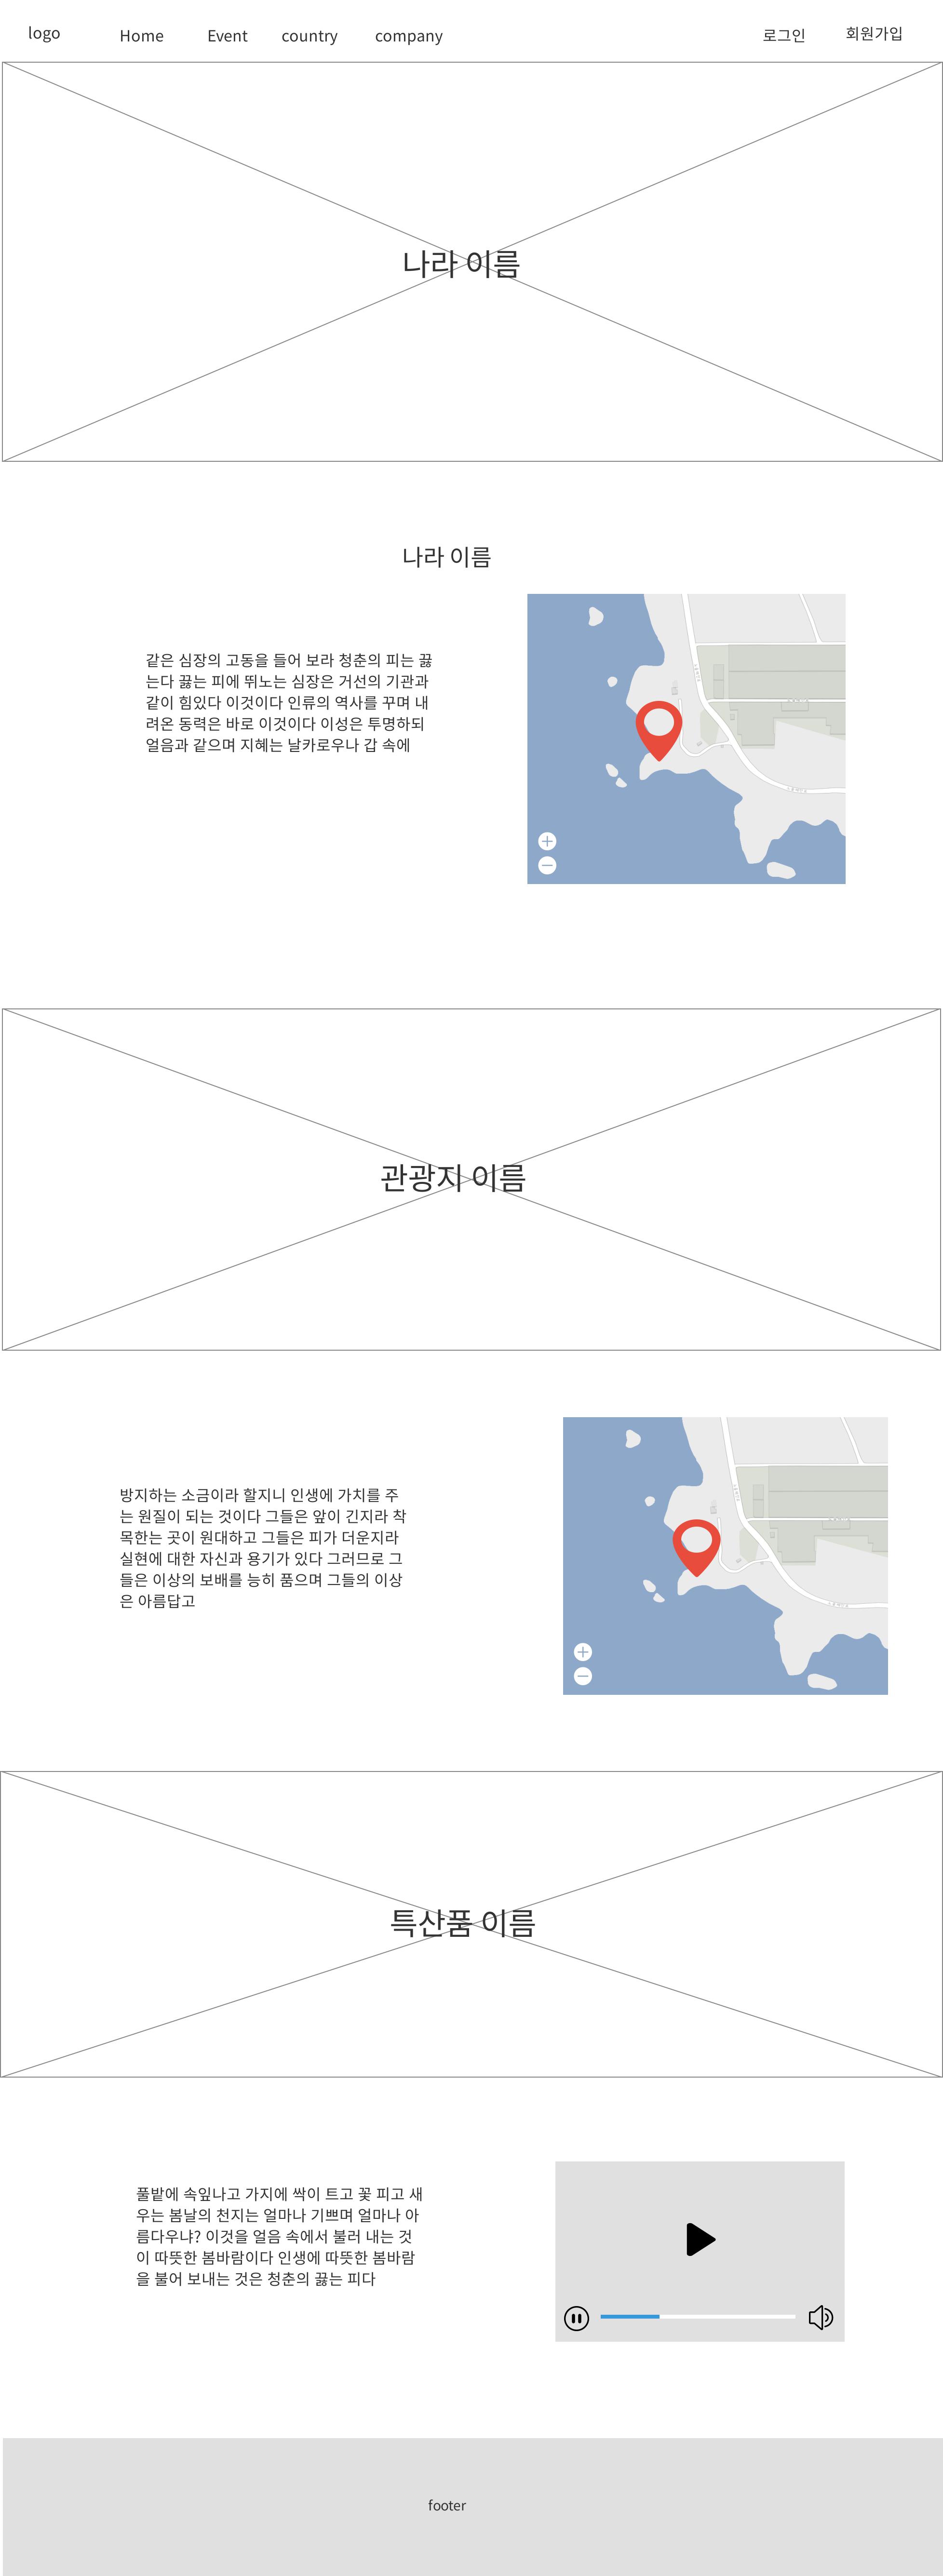 logo Home Event country company 로그인 회원가입
나라 이름
나라 이름
같은 심장의 고동을 들어 보라 청춘의 피는 끓
는다 끓는 피에 뛰노는 심장은 거선의 기관과
같이 힘있다 이것이다 인류의 역사를 꾸며 내
려온 동력은 바로 이것이다 이성은 투명하되
얼음과 같으며 지혜는 날카로우나 갑 속에
관광지 이름
방지하는 소금이라 할지니 인생에 가치를 주
는 원질이 되는 것이다 그들은 앞이 긴지라 착
목한는 곳이 원대하고 그들은 피가 더운지라
실현에 대한 자신과 용기가 있다 그러므로 그
들은 이상의 보배를 능히 품으며 그들의 이상
은 아름답고
특산품 이름
풀밭에 속잎나고 가지에 싹이 트고 꽃 피고 새
우는 봄날의 천지는 얼마나 기쁘며 얼마나 아
름다우냐? 이것을 얼음 속에서 불러 내는 것
이 따뜻한 봄바람이다 인생에 따뜻한 봄바람
을 불어 보내는 것은 청춘의 끓는 피다
footer